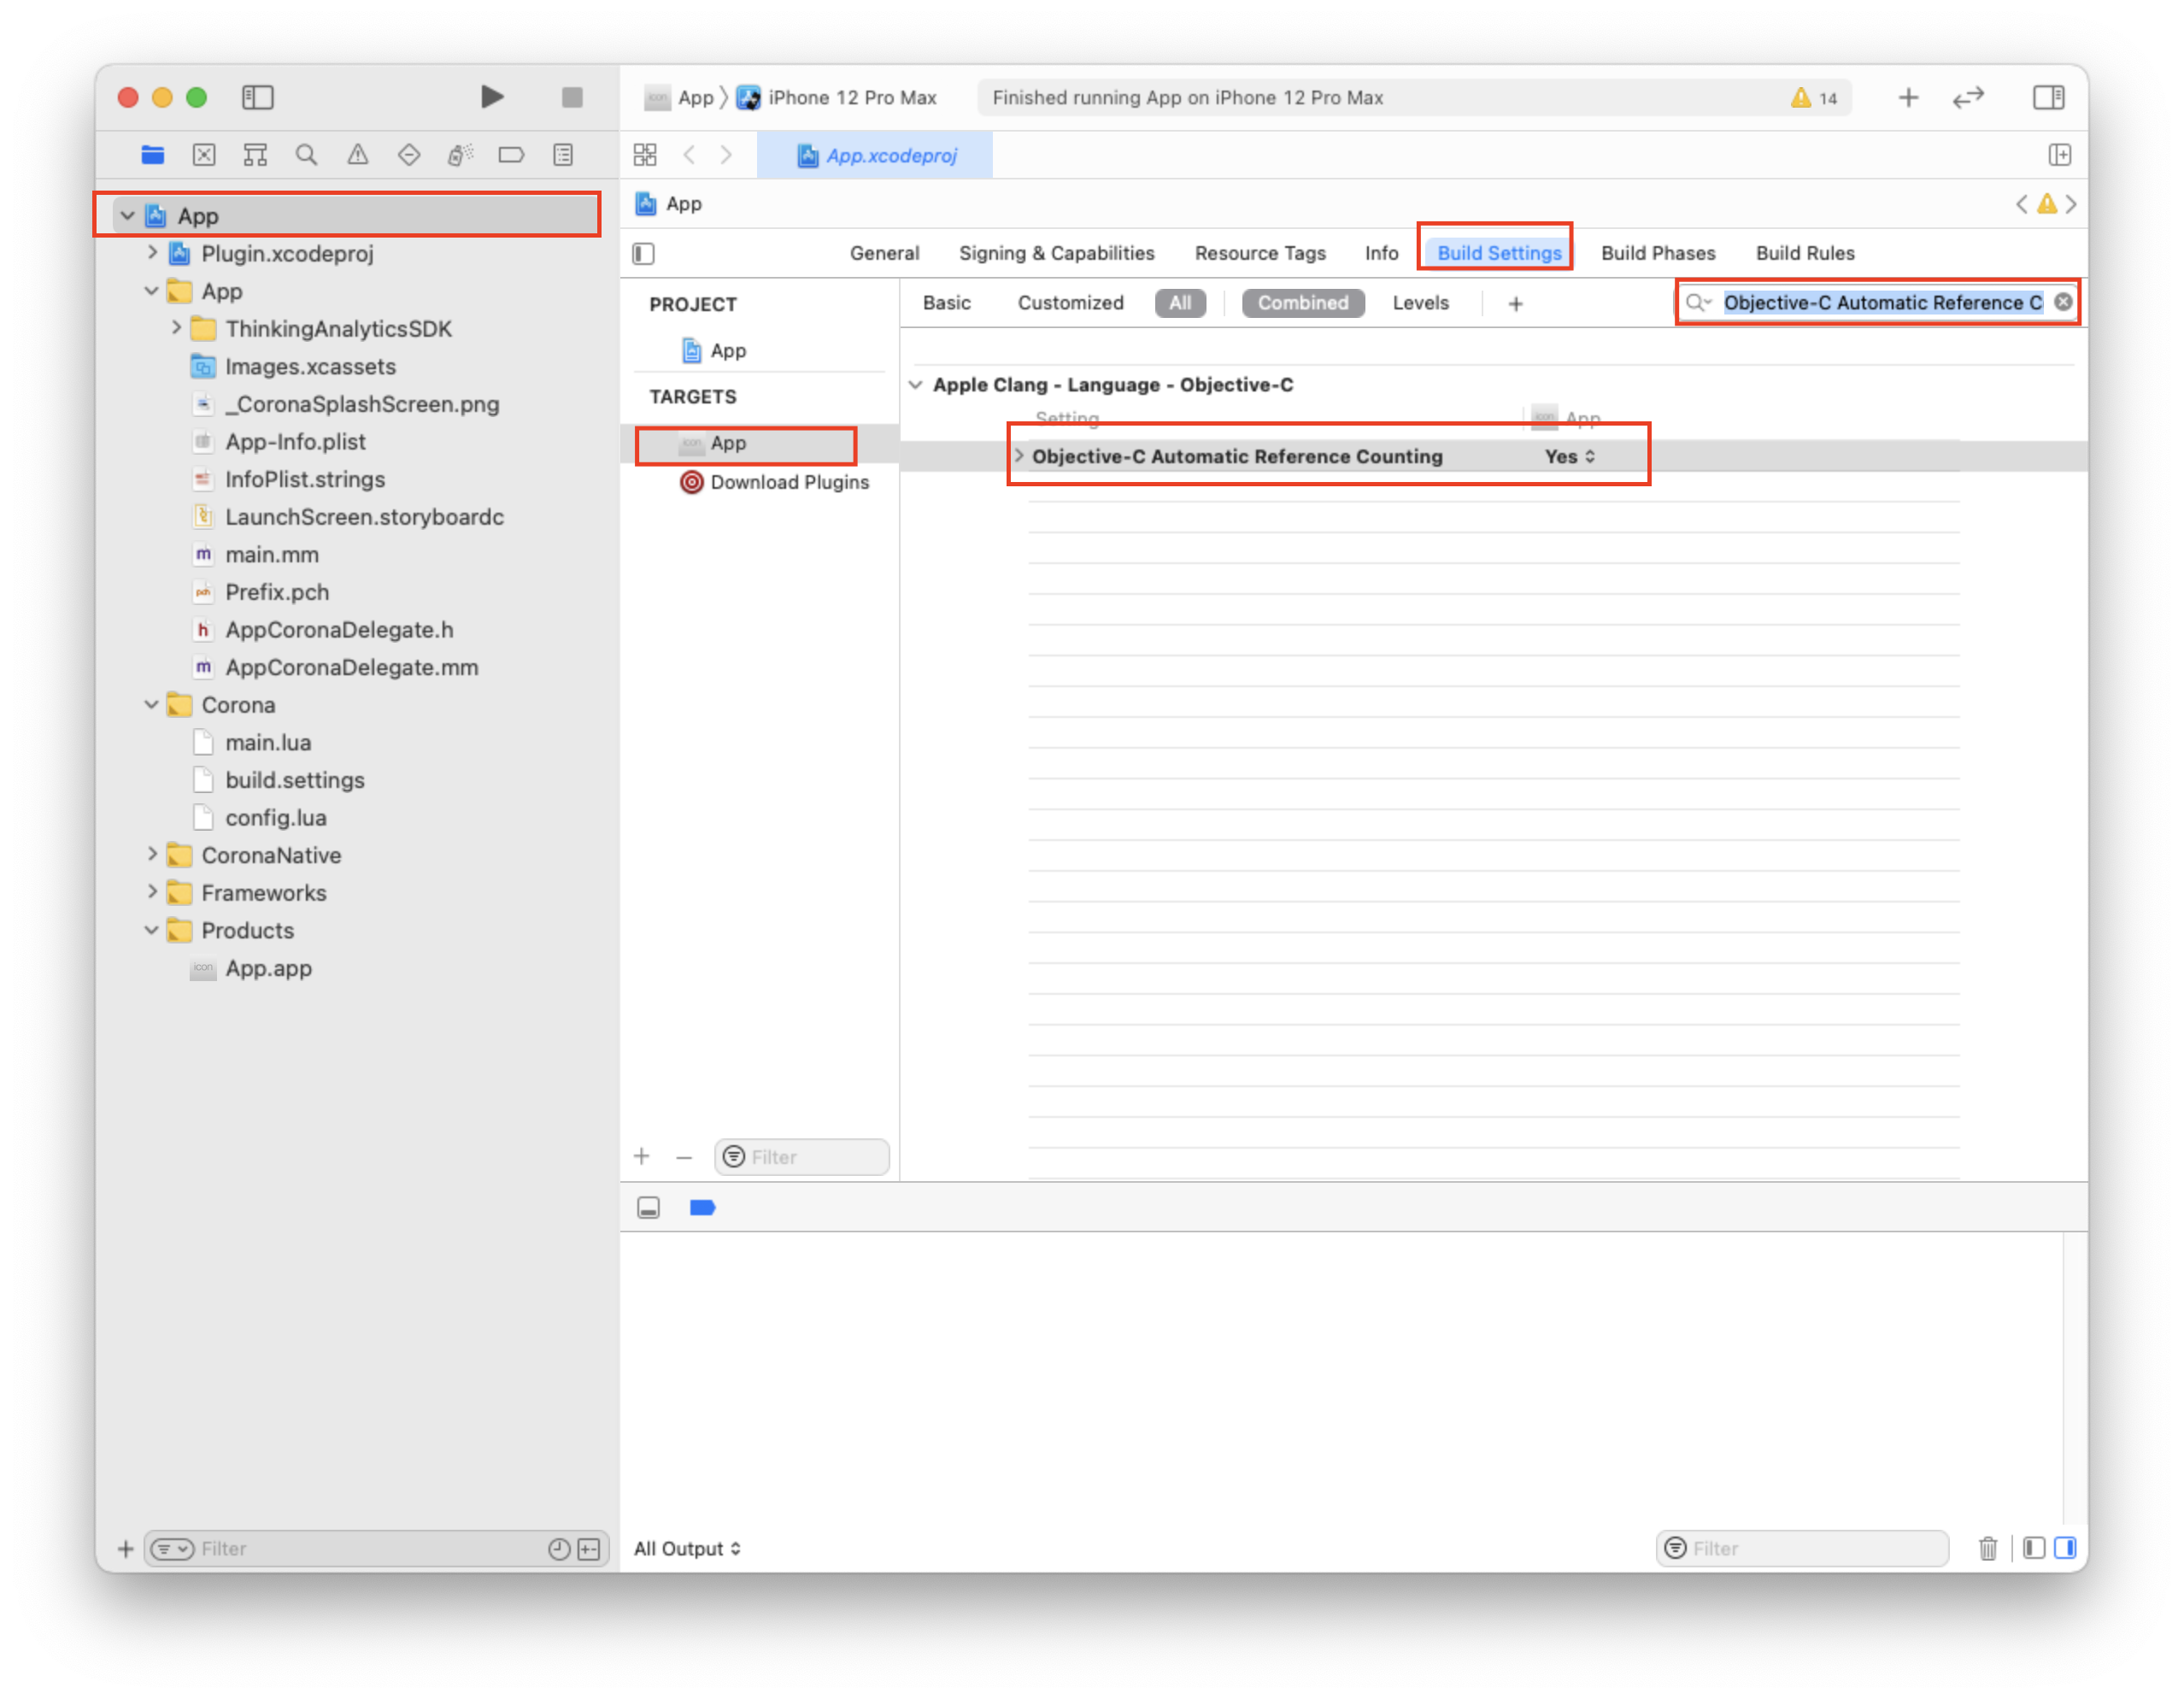 App
iPhone 12 Pro Max
Finished running App on iPhone 12 Pro Max
14
App.xcodeproj
App
Plugin.xcodeproj
App
ThinkingAnalyticsSDK
Images.xcassets
_CoronaSplashScreen.png
App-Info.plist
InfoPlist.strings
LaunchScreen.storyboardc
m main.mm
pch Prefix.pch
h AppCoronaDelegate.h
m AppCoronaDelegate.mm
Corona
main.lua
build.settings
config.lua
CoronaNative
Frameworks
Products
icon App.app
Filter
App
General Signing & Capabilities Resource Tags Info Build Settings Build Phases Build Rules
PROJECT
App
TARGETS
icon App
Download Plugins
Filter
Basic Customized All Combined Levels +
Objective-C Automatic Reference C
Apple Clang - Language - Objective-C
Setting icon App
Objective-C Automatic Reference Counting Yes
All Output
Filter